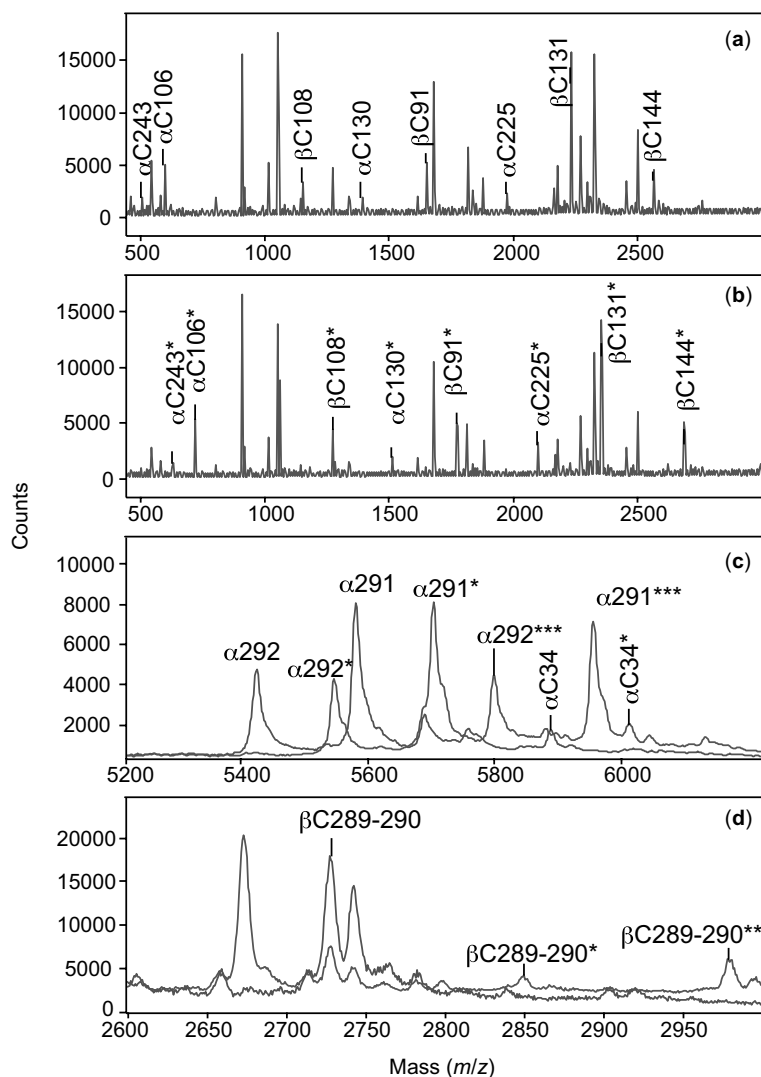 (a)
15000
10000
5000
0
αC243
αC106
βC108
αC130
βC91
αC225
βC131
βC144
500
1000
1500
2000
2500
(b)
15000
10000
5000
0
αC243*
αC106*
βC108*
αC130*
βC91*
αC225*
βC131*
βC144*
500
1000
1500
2000
2500
Counts
(c)
10000
8000
6000
4000
2000
α292
α292*
α291
α291*
α292***
αC34
α291***
αC34*
5200
5400
5600
5800
6000
(d)
20000
15000
10000
5000
0
βC289-290
βC289-290*
βC289-290**
2600
2650
2700
2750
2800
2850
2900
2950
Mass (m/z)